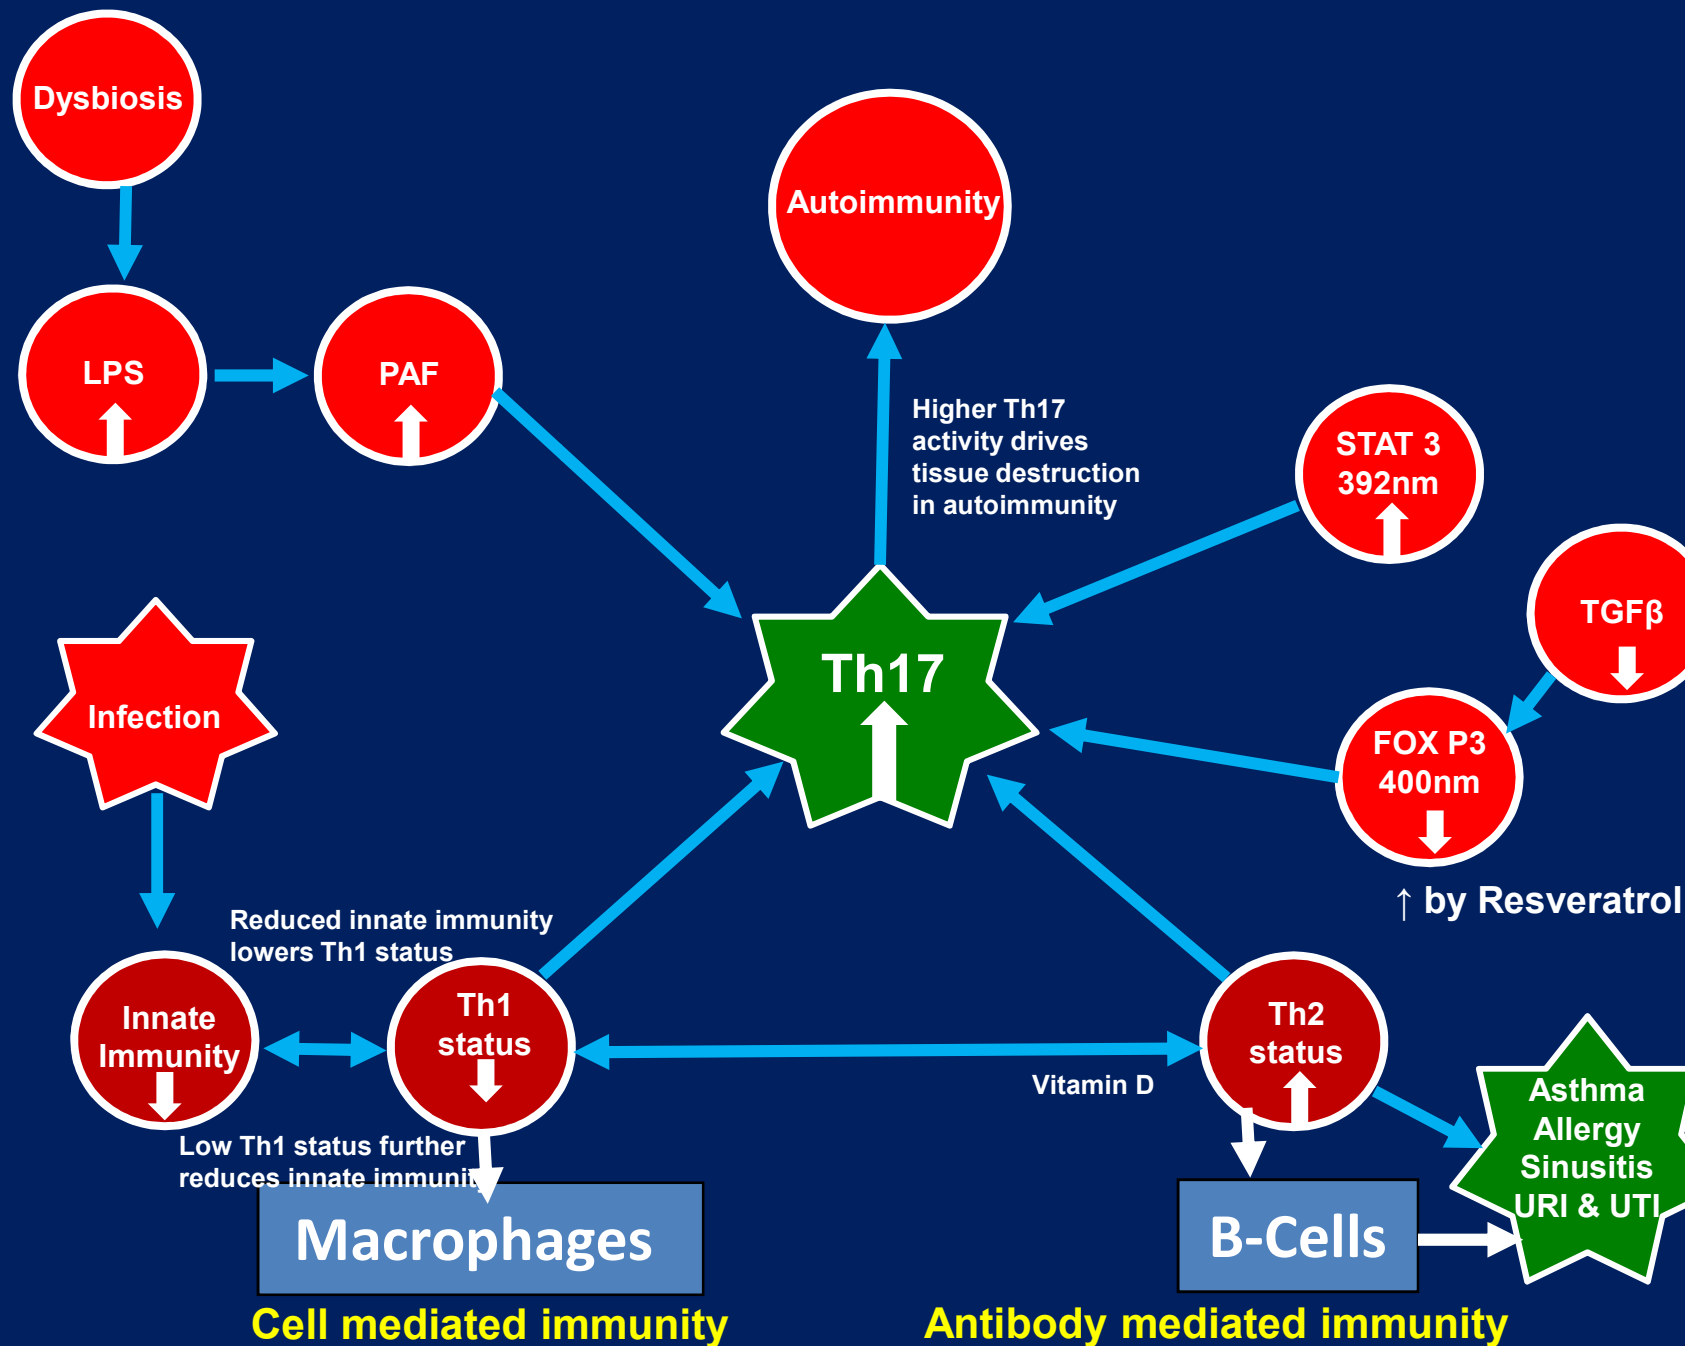 Dysbiosis
Autoimmunity
LPS
PAF
Higher Th17
activity drives
tissue destruction
in autoimmunity
STAT 3
392nm
TGFβ
Th17
Infection
FOX P3
400nm
↑ by Resveratrol
Reduced innate immunity
lowers Th1 status
Innate
Immunity
Th1
status
Th2
status
Vitamin D
Asthma
Allergy
Sinusitis
URI & UTI
Low Th1 status further
reduces innate immunity
Macrophages
B-Cells
Cell mediated immunity
Antibody mediated immunity